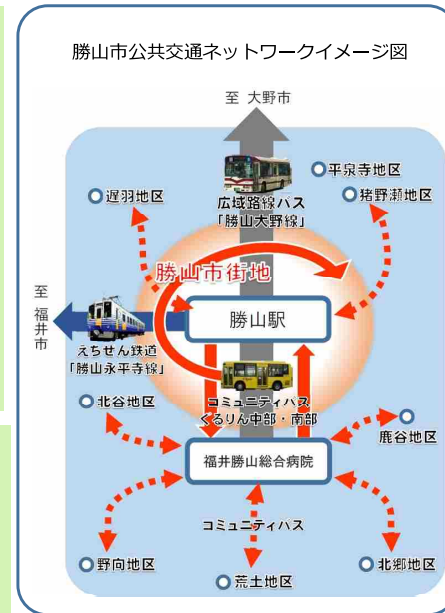 勝山市公共交通ネットワークイメージ図
至 大野市
平泉寺地区
遅羽地区
広域路線バス
「勝山大野線」
猪野瀬地区
勝山市街地
至 福井市
勝山駅
えちせん鉄道
「勝山永平寺線」
コミュニティバス
くるりん中部・南部
北谷地区
鹿谷地区
福井勝山総合病院
コミュニティバス
野向地区
荒土地区
北郷地区